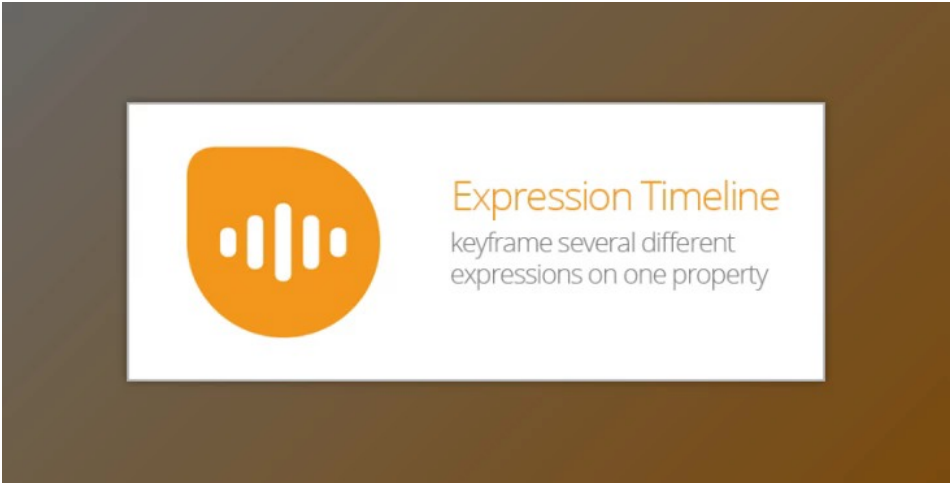 Expression Timeline
keyframe several different
expressions on one property